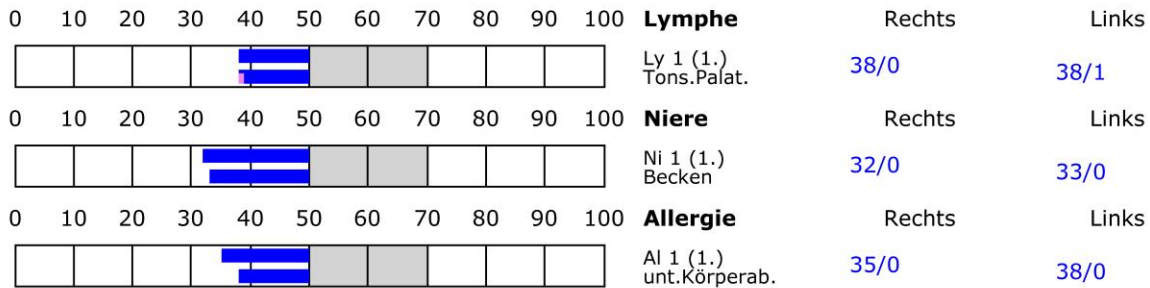 0 10 20 30 40 50 60 70 80 90 100 Lymphe Rechts Links
Ly 1 (1.) 38/0 38/1
Tons.Palat.
0 10 20 30 40 50 60 70 80 90 100 Niere Rechts Links
Ni 1 (1.) 32/0 33/0
Becken
0 10 20 30 40 50 60 70 80 90 100 Allergie Rechts Links
Al 1 (1.) 35/0 38/0
unt.Körperab.